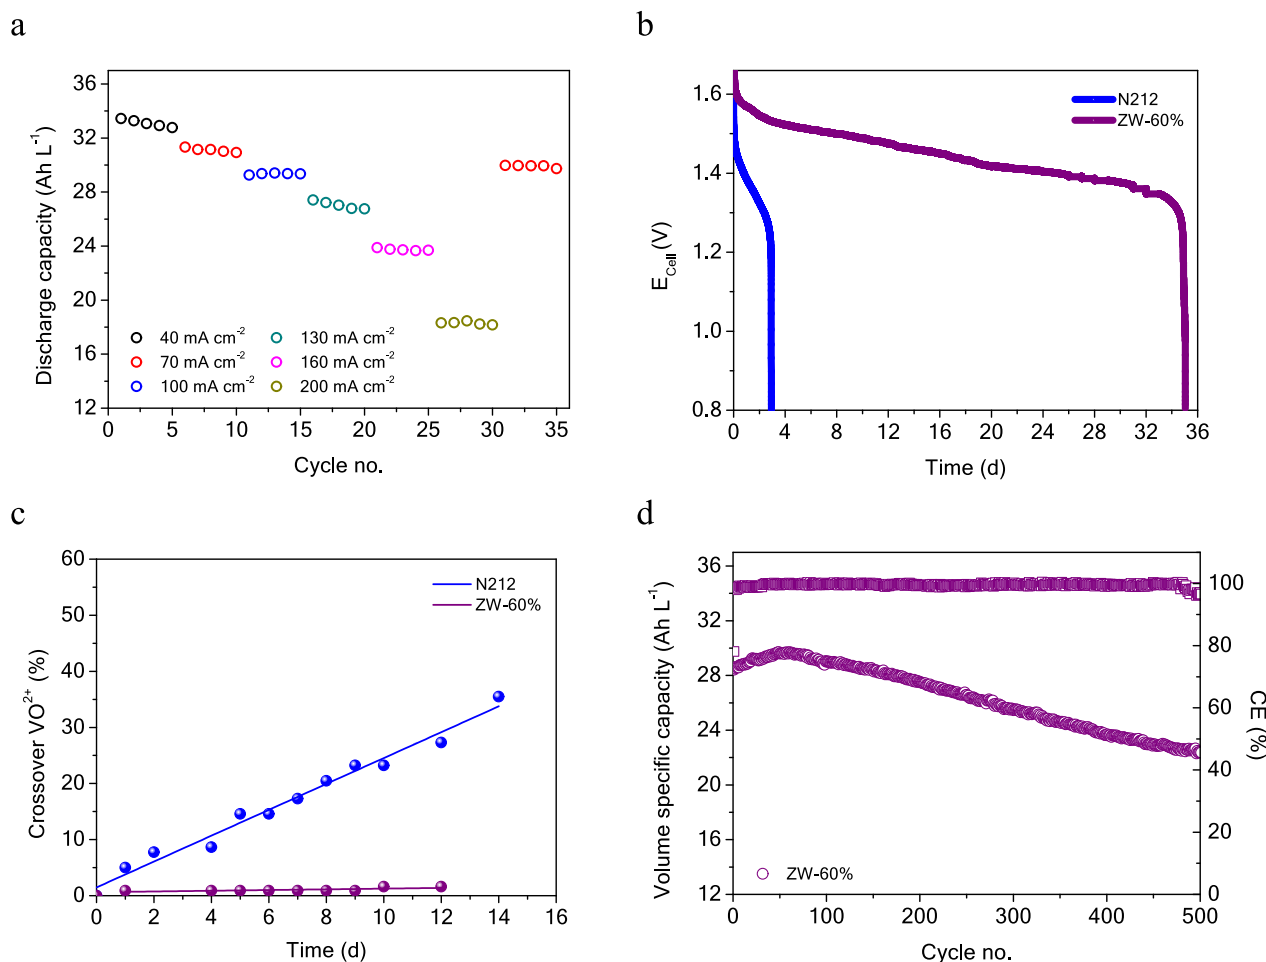 a
36
32
28
24
20
16
12
Discharge capacity (Ah L⁻¹)
40 mA cm⁻²
70 mA cm⁻²
100 mA cm⁻²
130 mA cm⁻²
160 mA cm⁻²
200 mA cm⁻²
0 5 10 15 20 25 30 35
Cycle no.
b
1.6
1.4
1.2
1.0
0.8
E_Cell (V)
N212
ZW-60%
0 4 8 12 16 20 24 28 32 36
Time (d)
c
60
50
40
30
20
10
0
Crossover VO²⁺ (%)
N212
ZW-60%
0 2 4 6 8 10 12 14 16
Time (d)
d
36
34
28
24
22
21
12
Volume specific capacity (Ah L⁻¹)
100
80
60
40
20
0
CE (%)
ZW-60%
0 100 200 300 400 500
Cycle no.